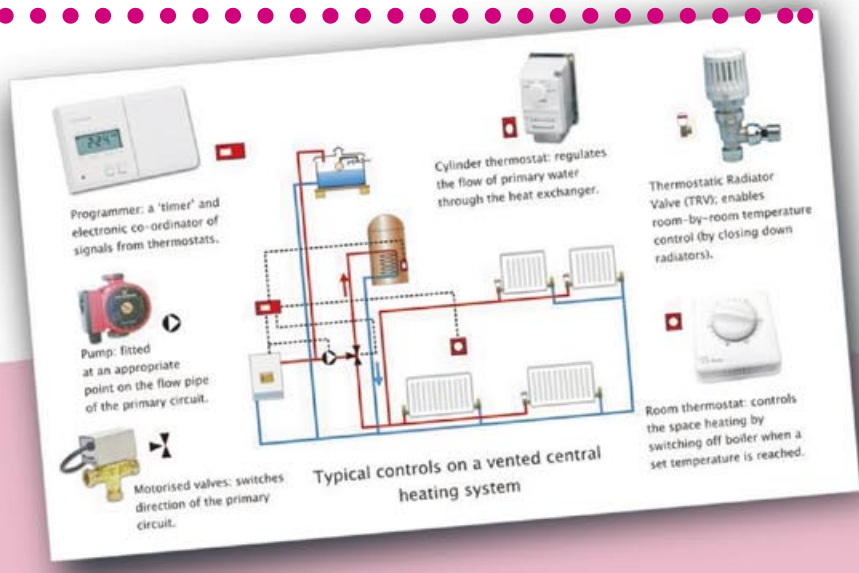 Programmer: a 'timer' and
electronic co-ordinator of
signals from thermostats.
Cylinder thermostat: regulates
the flow of primary water
through the heat exchanger.
Thermostatic Radiator
Valve (TRV); enables
room-by-room temperature
control (by closing down
radiators).
Pump: fitted
at an appropriate
point on the flow pipe
of the primary circuit.
Motorised valves: switches
direction of the primary
circuit.
Room thermostat: controls
the space heating by
switching off boiler when a
set temperature is reached.
Typical controls on a vented central
heating system